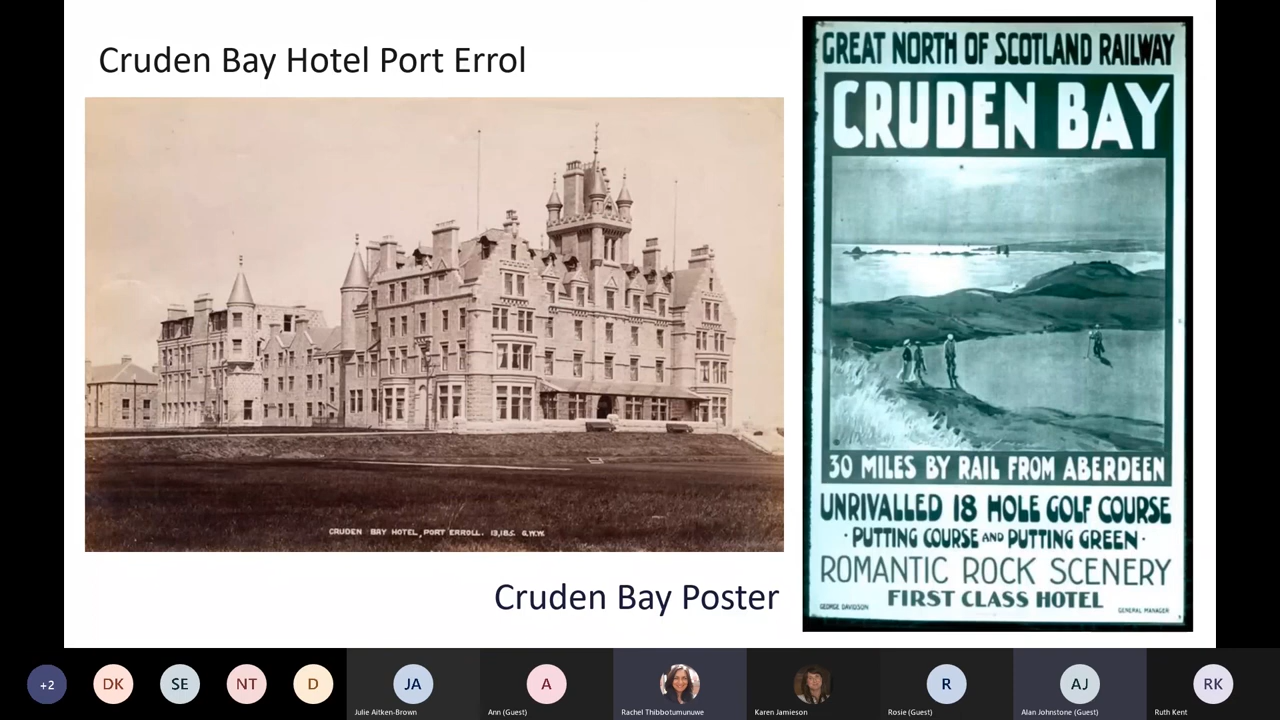 Cruden Bay Hotel Port Errol
CRUDEN BAY HOTEL, PORT ERROLL. 13,185. G.W.W.
Cruden Bay Poster
GREAT NORTH OF SCOTLAND RAILWAY
CRUDEN BAY
30 MILES BY RAIL FROM ABERDEEN
UNRIVALLED 18 HOLE GOLF COURSE
· PUTTING COURSE AND PUTTING GREEN ·
ROMANTIC ROCK SCENERY
FIRST CLASS HOTEL
GEORGE DAVIDSON GENERAL MANAGER
+2 DK SE NT D JA A R AJ RK
Julie Aitken-Brown Ann (Guest) Rachel Thibbotumunuwe Karen Jamieson Rosie (Guest) Alan Johnstone (Guest) Ruth Kent